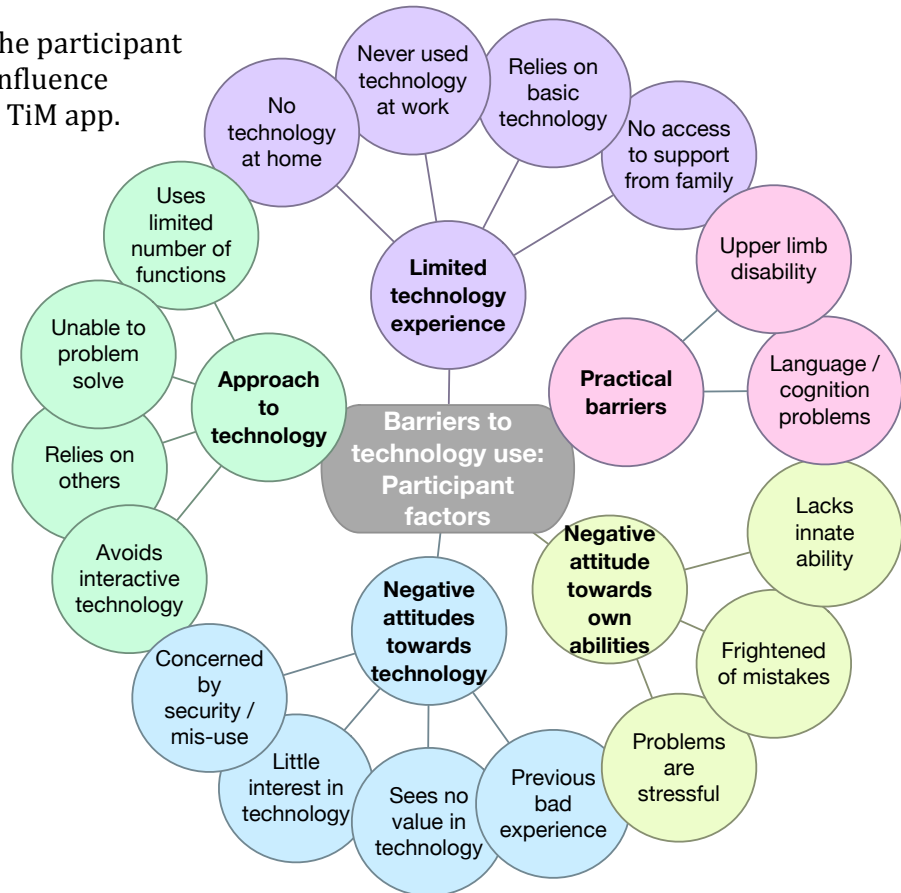 he participant
nfluence
TiM app.
No
technology
at home
Never used
technology
at work
Relies on
basic
technology
No access
to support
from family
Limited
technology
experience
Uses
limited
number of
functions
Unable to
problem
solve
Relies on
others
Avoids
interactive
technology
Approach
to
technology
Upper limb
disability
Language /
cognition
problems
Practical
barriers
Barriers to
technology use:
Participant
factors
Lacks
innate
ability
Frightened
of mistakes
Problems
are
stressful
Negative
attitude
towards
own
abilities
Negative
attitudes
towards
technology
Concerned
by
security /
mis-use
Little
interest in
technology
Sees no
value in
technology
Previous
bad
experience